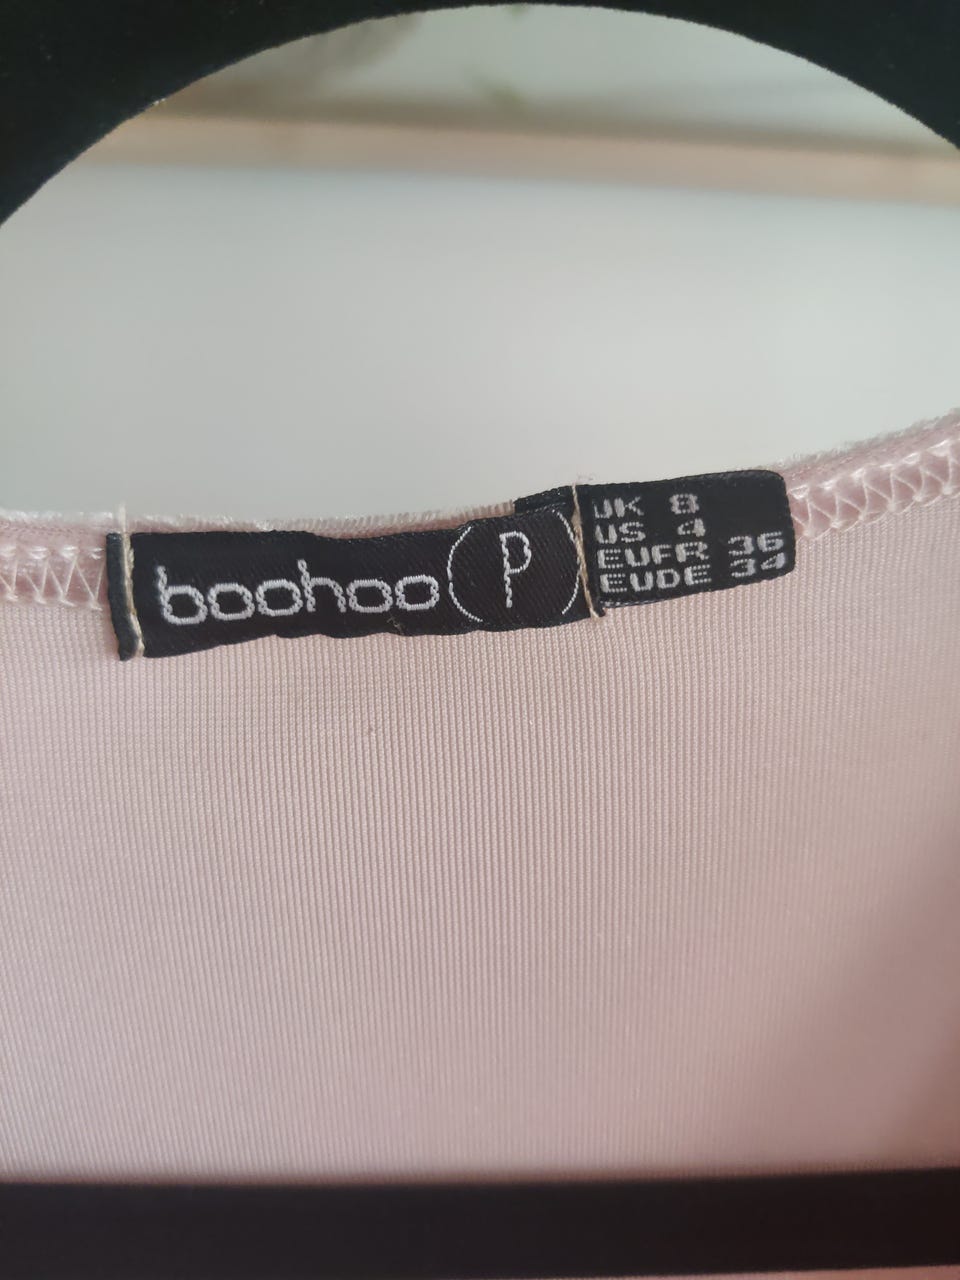 boohoo P
UK 8
US 4
EUFR 36
EUDE 34